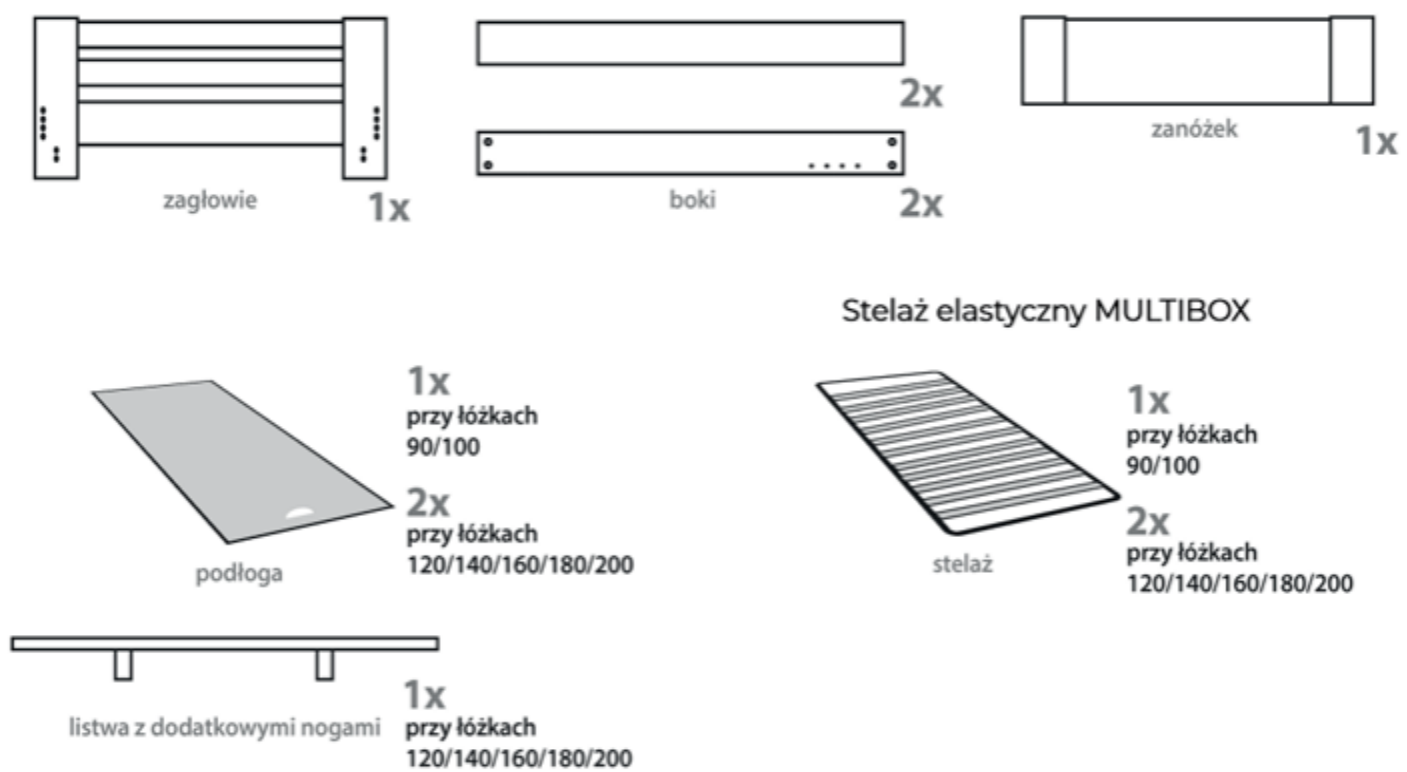 2x
zanóżek
1x
zagłowie
1x
boki
2x
Stelaż elastyczny MULTIBOX
1x
przy łóżkach
90/100
2x
przy łóżkach
120/140/160/180/200
podłoga
1x
przy łóżkach
90/100
2x
przy łóżkach
120/140/160/180/200
stelaż
listwa z dodatkowymi nogami
1x
przy łóżkach
120/140/160/180/200